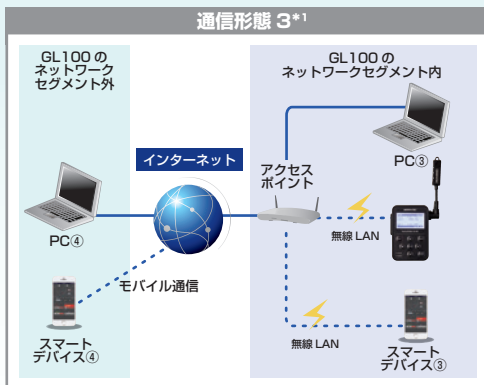 通信形態 3*1
GL100 の
ネットワーク
セグメント外
GL100 の
ネットワークセグメント内
インターネット
アクセス
ポイント
PC③
PC④
無線 LAN
モバイル通信
スマート
デバイス④
無線 LAN
スマート
デバイス③